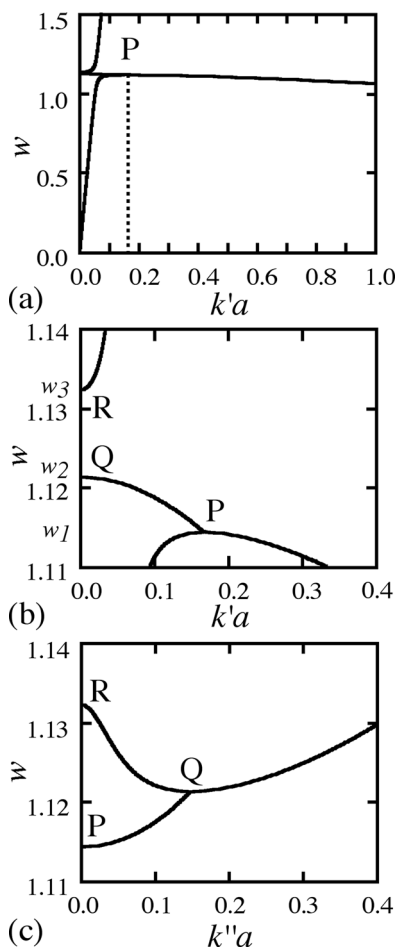 1.5
P
1.0
w
0.5
0.0
0.0 0.2 0.4 0.6 0.8 1.0
(a) k'a
1.14
w3
1.13 R
w2 Q
w 1.12
P
w1
1.11
0.0 0.1 0.2 0.3 0.4
(b) k'a
1.14
R
1.13
w Q
1.12
P
1.11
0.0 0.1 0.2 0.3 0.4
(c) k"a